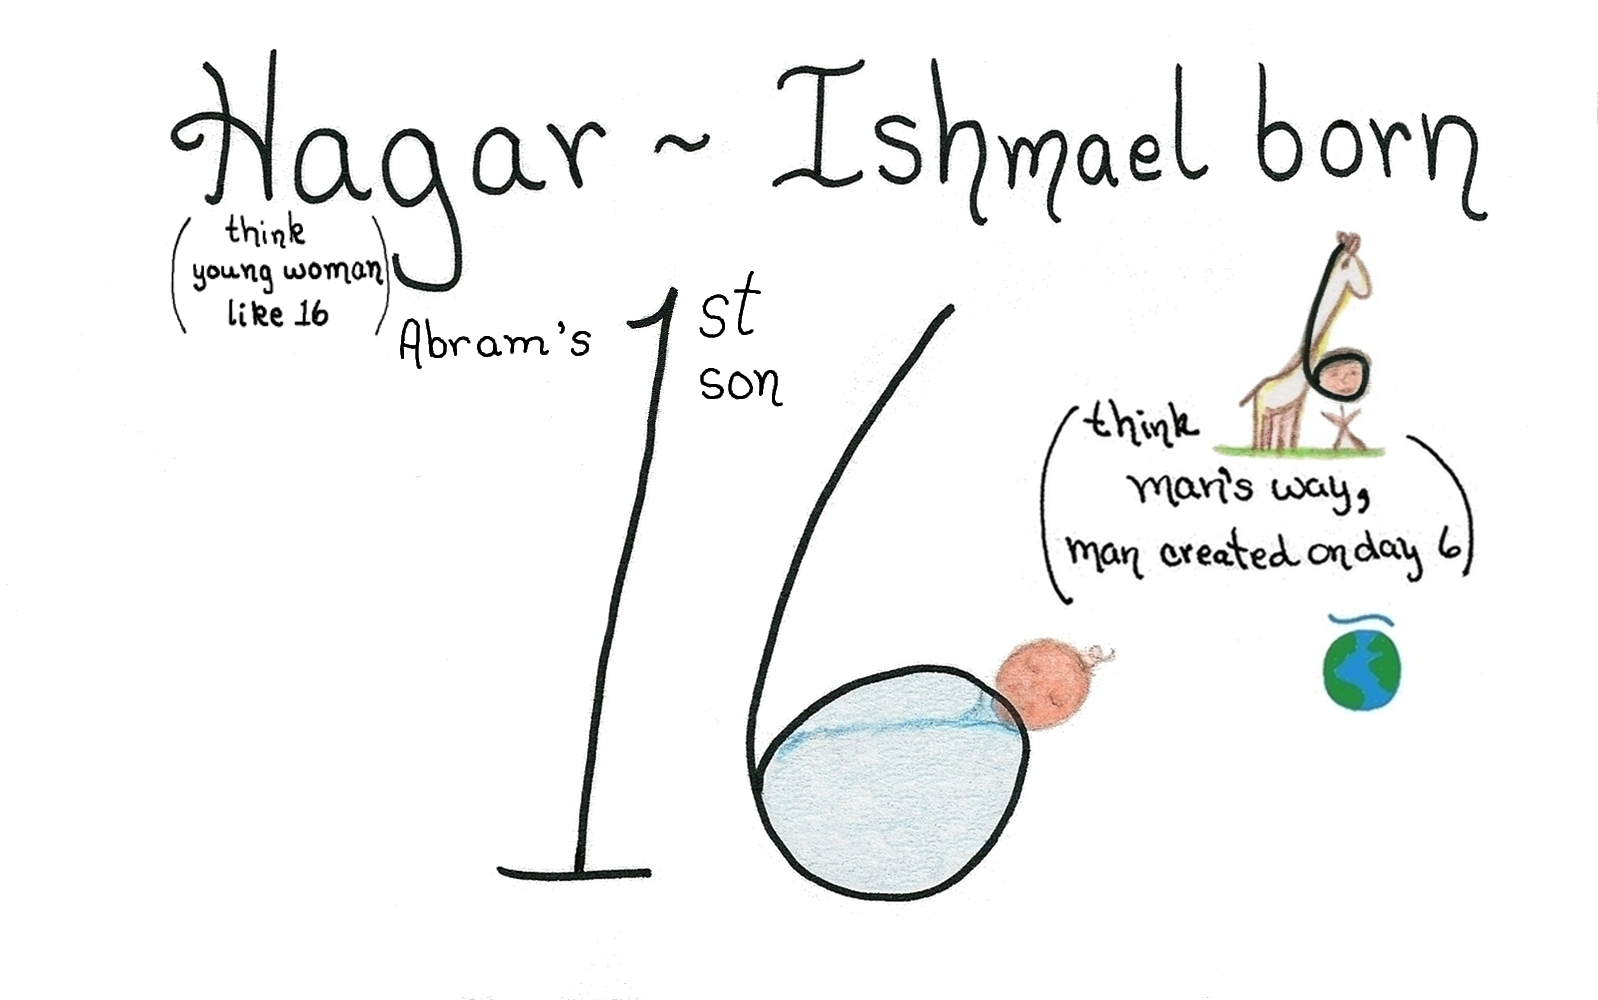 Hagar ~ Ishmael born
(think
young woman
like 16)
Abram's 1st
son
16
(think
man's way,
man created on day 6)
6